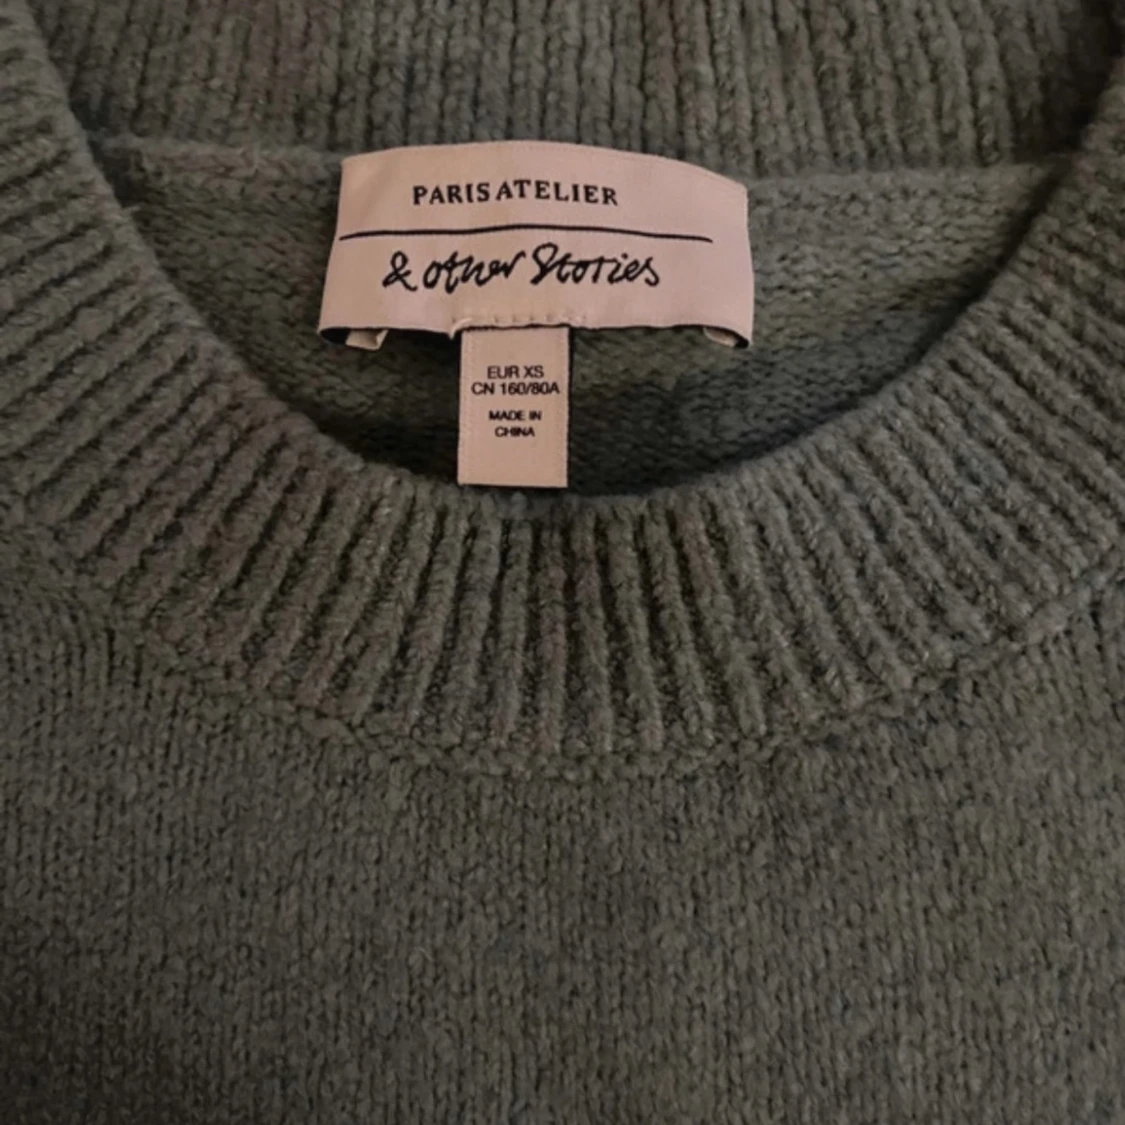 PARIS ATELIER
& other Stories
EUR XS
CN 160/80A
MADE IN
CHINA